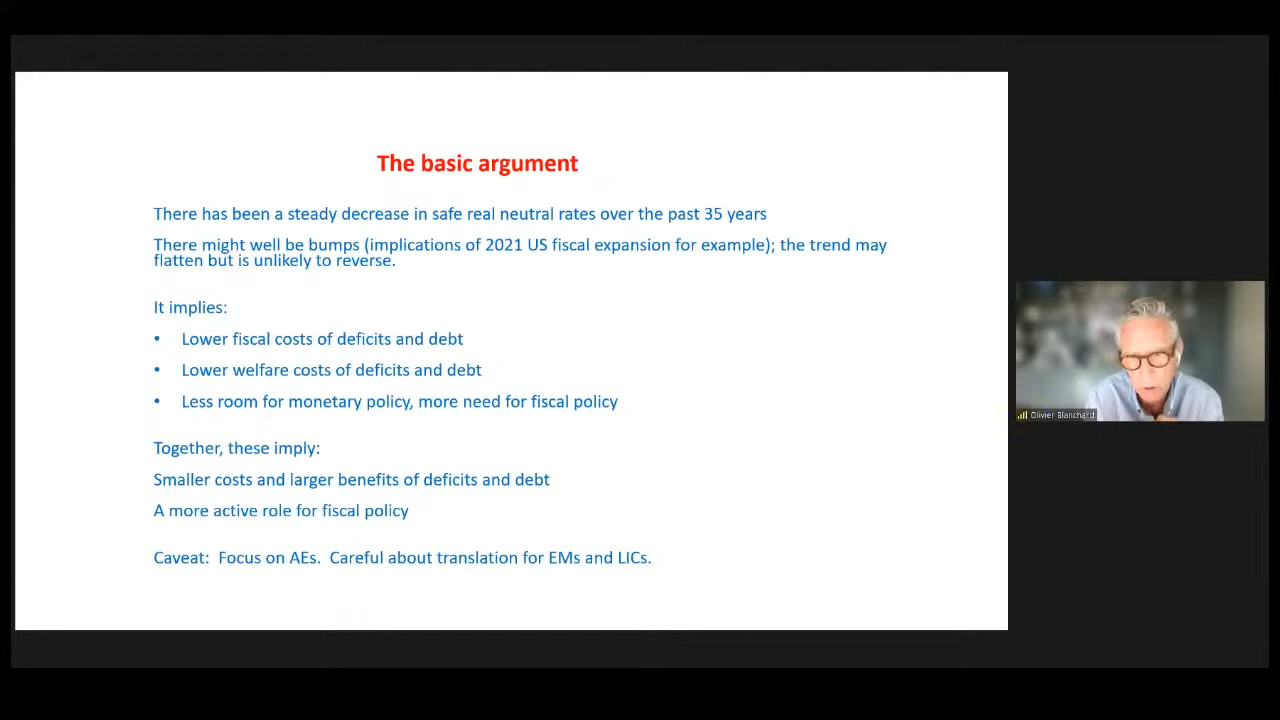 The basic argument
There has been a steady decrease in safe real neutral rates over the past 35 years
There might well be bumps (implications of 2021 US fiscal expansion for example); the trend may
flatten but is unlikely to reverse.
It implies:
• Lower fiscal costs of deficits and debt
• Lower welfare costs of deficits and debt
• Less room for monetary policy, more need for fiscal policy
Together, these imply:
Smaller costs and larger benefits of deficits and debt
A more active role for fiscal policy
Caveat: Focus on AEs. Careful about translation for EMs and LICs.
Olivier Blanchard